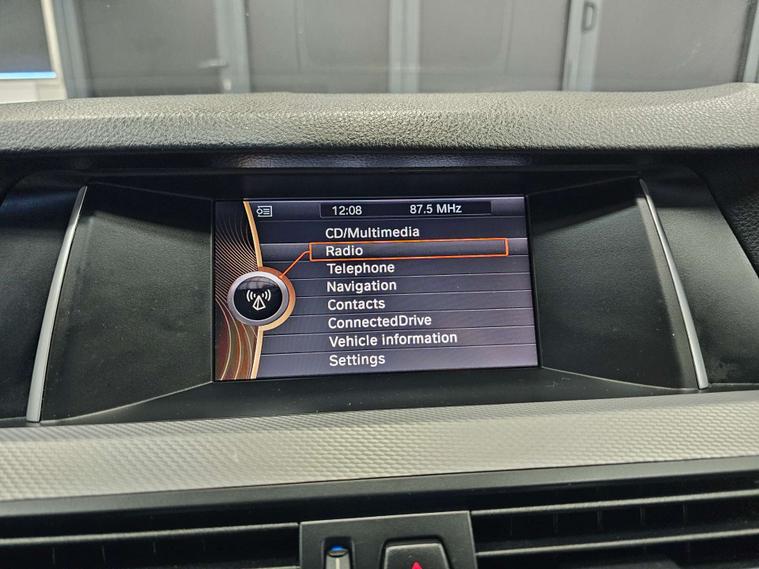 12:08 87.5 MHz
CD/Multimedia
Radio
Telephone
Navigation
Contacts
ConnectedDrive
Vehicle information
Settings